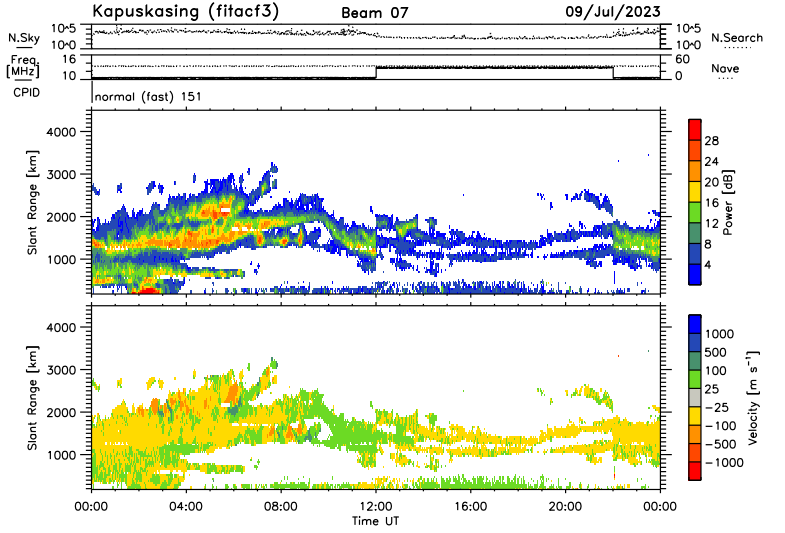 Kapuskasing (fitacf3) Beam 07 09/Jul/2023
N.Sky 10^5 10^0 10^5 10^0 N.Search
Freq. [MHz] 16 10 60 0 Nave
CPID normal (fast) 151
Slant Range [km]
4000
3000
2000
1000
28
24
20
16
12
8
4
Power [dB]
Slant Range [km]
4000
3000
2000
1000
1000
500
100
25
−25
−100
−500
−1000
Velocity [m s⁻¹]
00:00 04:00 08:00 12:00 16:00 20:00 00:00
Time UT